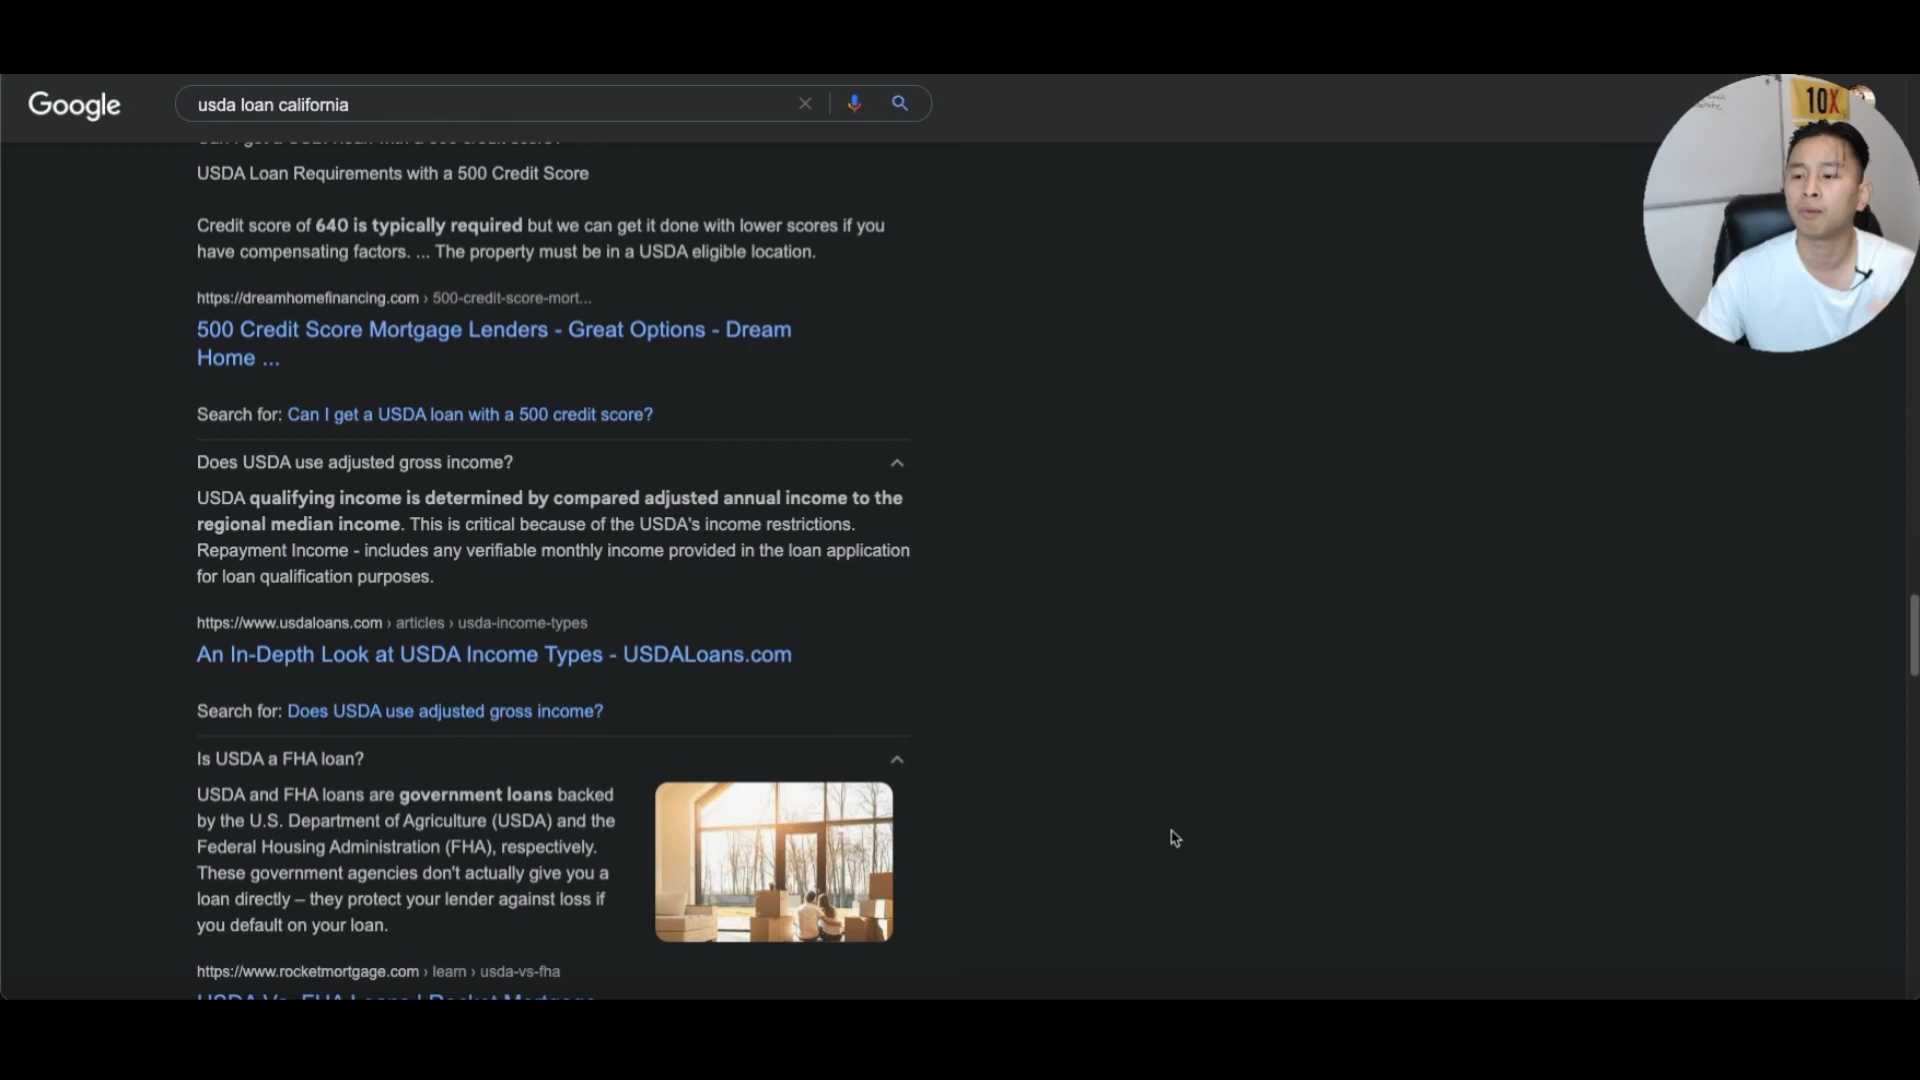 Google
usda loan california
10X
USDA Loan Requirements with a 500 Credit Score
Credit score of 640 is typically required but we can get it done with lower scores if you
have compensating factors. ... The property must be in a USDA eligible location.
https://dreamhomefinancing.com › 500-credit-score-mort...
500 Credit Score Mortgage Lenders - Great Options - Dream
Home ...
Search for: Can I get a USDA loan with a 500 credit score?
Does USDA use adjusted gross income?
USDA qualifying income is determined by compared adjusted annual income to the
regional median income. This is critical because of the USDA's income restrictions.
Repayment Income - includes any verifiable monthly income provided in the loan application
for loan qualification purposes.
https://www.usdaloans.com › articles › usda-income-types
An In-Depth Look at USDA Income Types - USDALoans.com
Search for: Does USDA use adjusted gross income?
Is USDA a FHA loan?
USDA and FHA loans are government loans backed
by the U.S. Department of Agriculture (USDA) and the
Federal Housing Administration (FHA), respectively.
These government agencies don't actually give you a
loan directly – they protect your lender against loss if
you default on your loan.
https://www.rocketmortgage.com › learn › usda-vs-fha
USDA Vs. FHA Loans | Rocket Mortgage